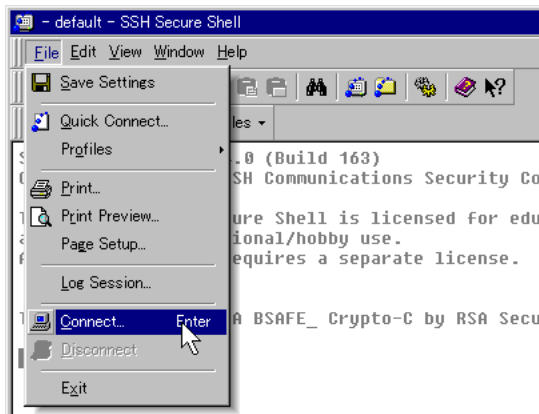 - default - SSH Secure Shell
File Edit View Window Help
Save Settings
Quick Connect...
les
Profiles
.0 (Build 163)
SH Communications Security Co
Print...
Print Preview...
ure Shell is licensed for edu
Page Setup...
ional/hobby use.
equires a separate license.
Log Session...
Connect... Enter
A BSAFE_ Crypto-C by RSA Secu
Disconnect
Exit